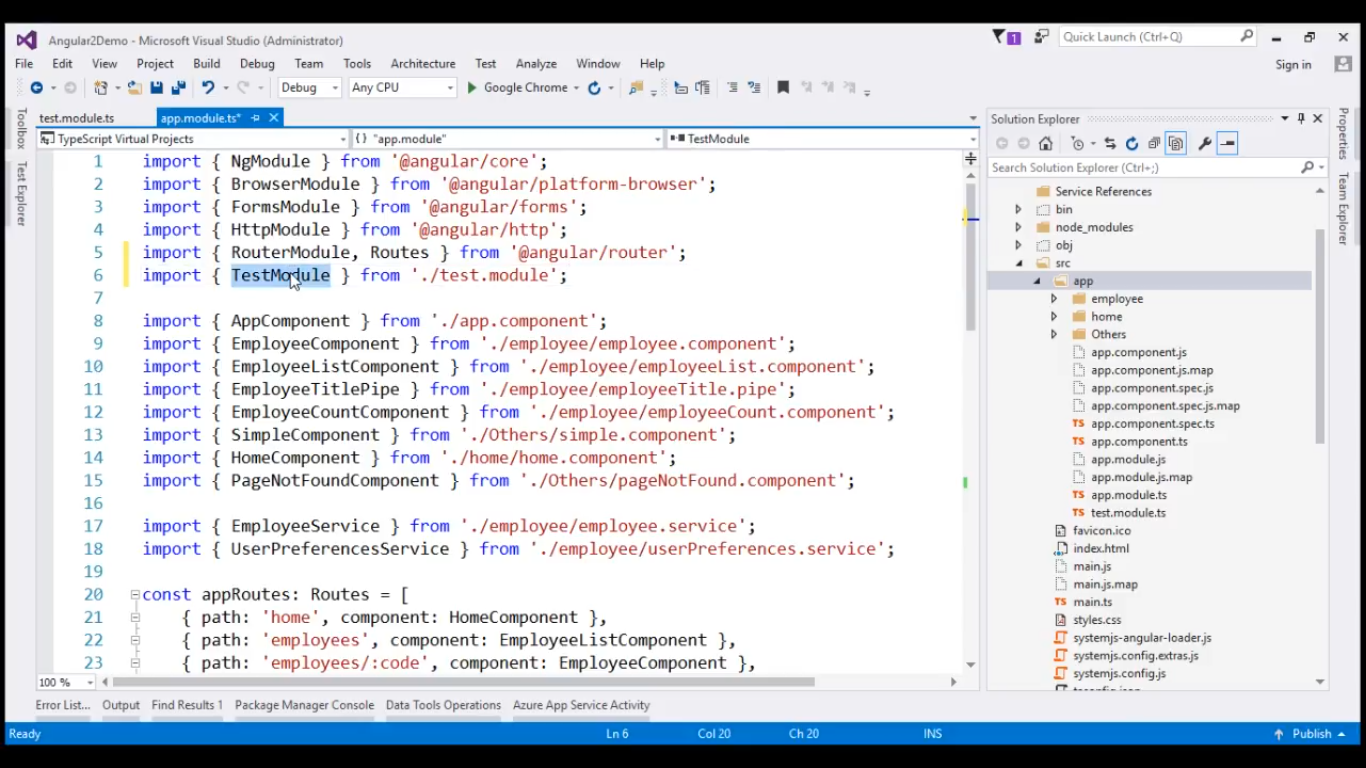 Angular2Demo - Microsoft Visual Studio (Administrator)
1
Quick Launch (Ctrl+Q)
File Edit View Project Build Debug Team Tools Architecture Test Analyze Window Help
Sign in
Debug Any CPU Google Chrome
Toolbox
Test Explorer
test.module.ts app.module.ts*
TypeScript Virtual Projects {} "app.module" TestModule
1 import { NgModule } from '@angular/core';
2 import { BrowserModule } from '@angular/platform-browser';
3 import { FormsModule } from '@angular/forms';
4 import { HttpModule } from '@angular/http';
5 import { RouterModule, Routes } from '@angular/router';
6 import { TestModule } from './test.module';
7
8 import { AppComponent } from './app.component';
9 import { EmployeeComponent } from './employee/employee.component';
10 import { EmployeeListComponent } from './employee/employeeList.component';
11 import { EmployeeTitlePipe } from './employee/employeeTitle.pipe';
12 import { EmployeeCountComponent } from './employee/employeeCount.component';
13 import { SimpleComponent } from './Others/simple.component';
14 import { HomeComponent } from './home/home.component';
15 import { PageNotFoundComponent } from './Others/pageNotFound.component';
16
17 import { EmployeeService } from './employee/employee.service';
18 import { UserPreferencesService } from './employee/userPreferences.service';
19
20 const appRoutes: Routes = [
21 { path: 'home', component: HomeComponent },
22 { path: 'employees', component: EmployeeListComponent },
23 { path: 'employees/:code', component: EmployeeComponent },
100 %
Solution Explorer
Search Solution Explorer (Ctrl+;)
Service References
bin
node_modules
obj
src
app
employee
home
Others
app.component.js
app.component.js.map
app.component.spec.js
app.component.spec.js.map
TS app.component.spec.ts
TS app.component.ts
app.module.js
app.module.js.map
TS app.module.ts
TS test.module.ts
favicon.ico
index.html
main.js
main.js.map
TS main.ts
styles.css
systemjs-angular-loader.js
systemjs.config.extras.js
systemjs.config.js
Properties
Team Explorer
Error List... Output Find Results 1 Package Manager Console Data Tools Operations Azure App Service Activity
Ready Ln 6 Col 20 Ch 20 INS Publish